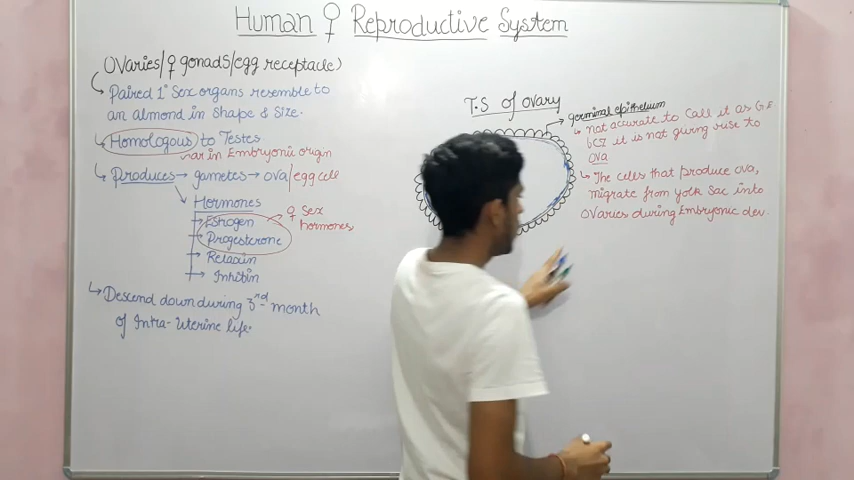 Human ♀ Reproductive System
Ovaries/♀ gonads/egg receptacle)
Paired 1° Sex organs resemble to
an almond in shape & size.
Homologous to Testes
ar in Embryonic origin
Produces → gametes → ova/egg cell
Hormones
Estrogen
Progesterone
Relaxin
Inhibin
♀ Sex
hormones,
Descend down during 3rd month
of Intra-Uterine life.
T.S of ovary
germinal epithelium
not accurate to call it as G.E
bcz it is not giving rise to
ova
The cells that produce ova,
migrate from yolk sac into
ovaries during Embryonic dev.